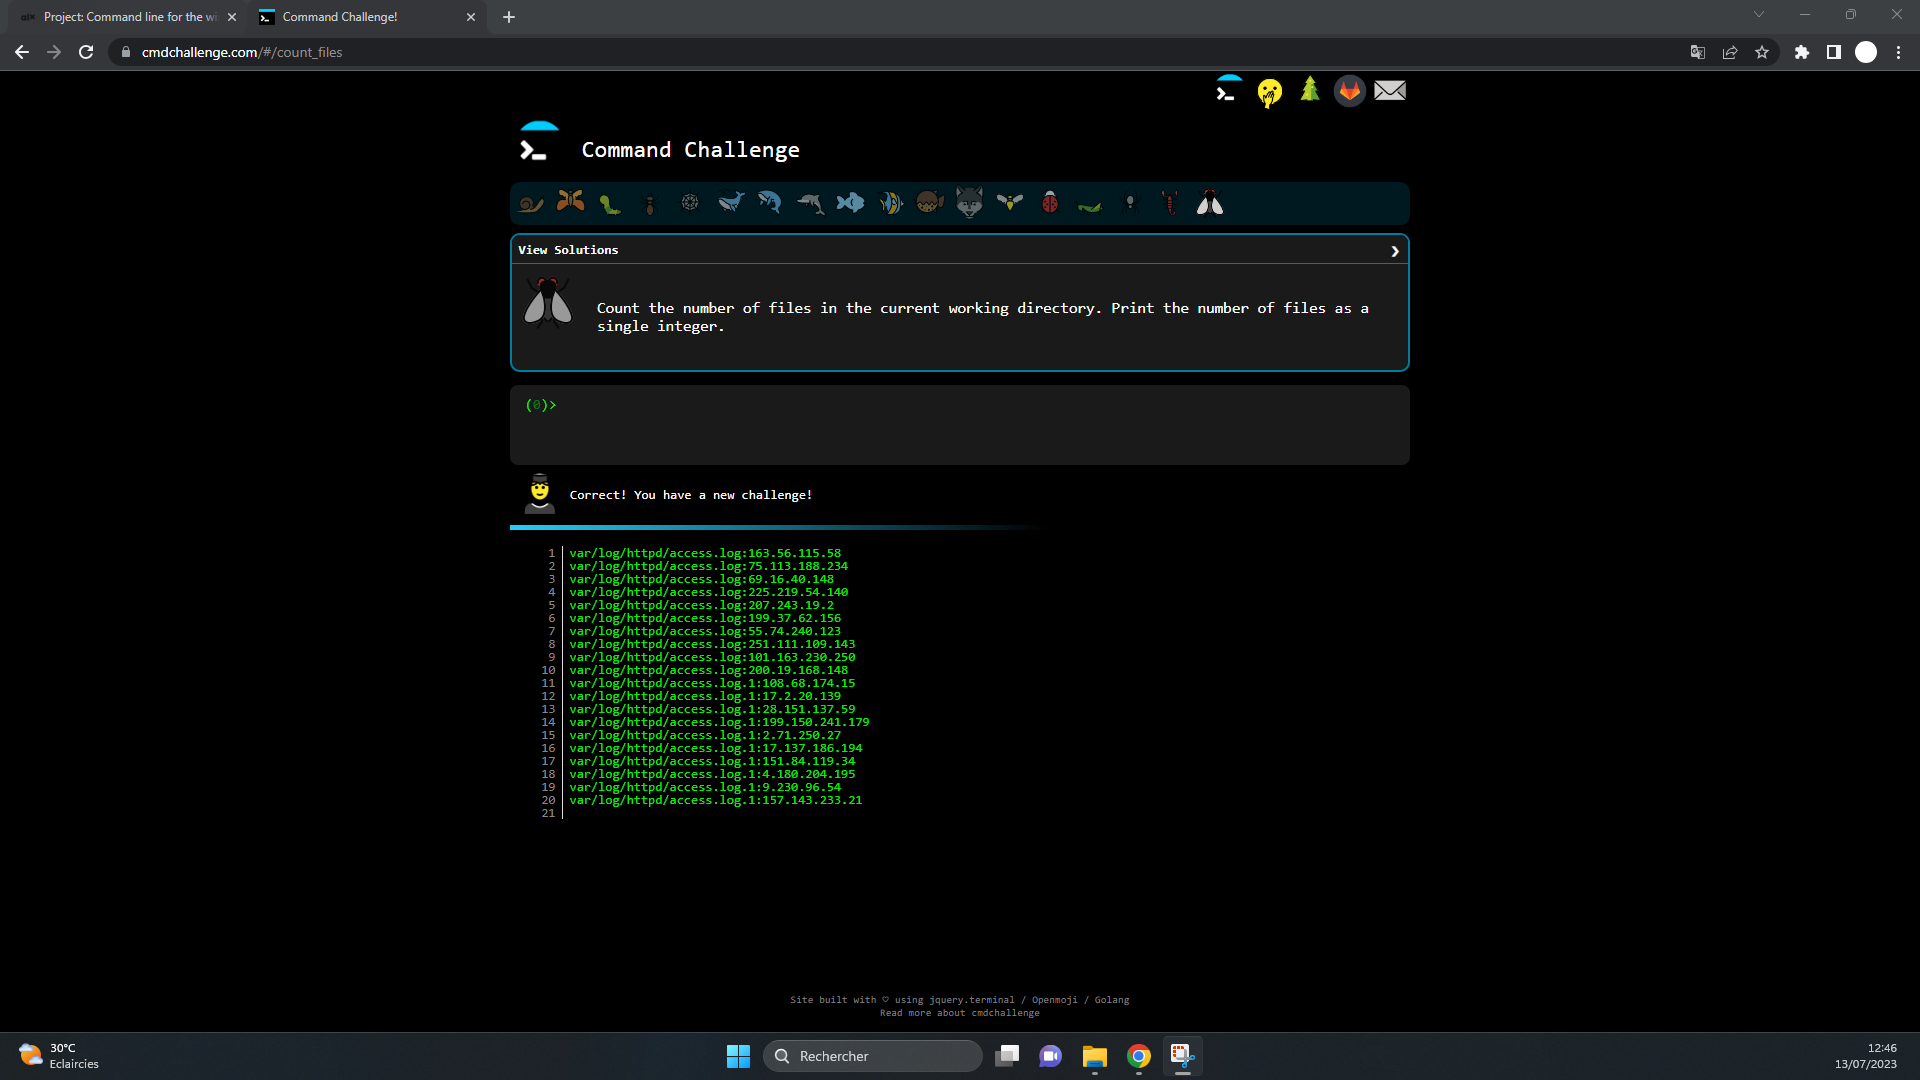 Project: Command line for the wi
Command Challenge!
cmdchallenge.com/#/count_files
Command Challenge
View Solutions
Count the number of files in the current working directory. Print the number of files as a
single integer.
(0)>
Correct! You have a new challenge!
1 var/log/httpd/access.log:163.56.115.58
2 var/log/httpd/access.log:75.113.188.234
3 var/log/httpd/access.log:69.16.40.148
4 var/log/httpd/access.log:225.219.54.140
5 var/log/httpd/access.log:207.243.19.2
6 var/log/httpd/access.log:199.37.62.156
7 var/log/httpd/access.log:55.74.240.123
8 var/log/httpd/access.log:251.111.109.143
9 var/log/httpd/access.log:101.163.230.250
10 var/log/httpd/access.log:200.19.168.148
11 var/log/httpd/access.log.1:108.68.174.15
12 var/log/httpd/access.log.1:17.2.20.139
13 var/log/httpd/access.log.1:28.151.137.59
14 var/log/httpd/access.log.1:199.150.241.179
15 var/log/httpd/access.log.1:2.71.250.27
16 var/log/httpd/access.log.1:17.137.186.194
17 var/log/httpd/access.log.1:151.84.119.34
18 var/log/httpd/access.log.1:4.180.204.195
19 var/log/httpd/access.log.1:9.230.96.54
20 var/log/httpd/access.log.1:157.143.233.21
21
Site built with ♡ using jquery.terminal / Openmoji / Golang
Read more about cmdchallenge
30°C
Eclaircies
Rechercher
12:46
13/07/2023